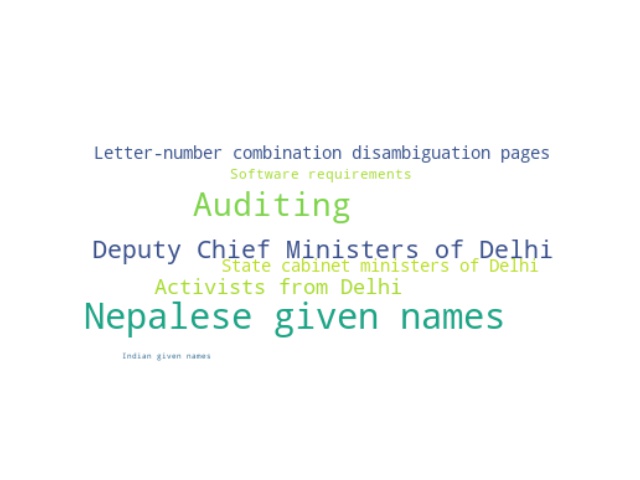 Letter-number combination disambiguation pages
Software requirements
Auditing
Deputy Chief Ministers of Delhi
State cabinet ministers of Delhi
Activists from Delhi
Nepalese given names
Indian given names